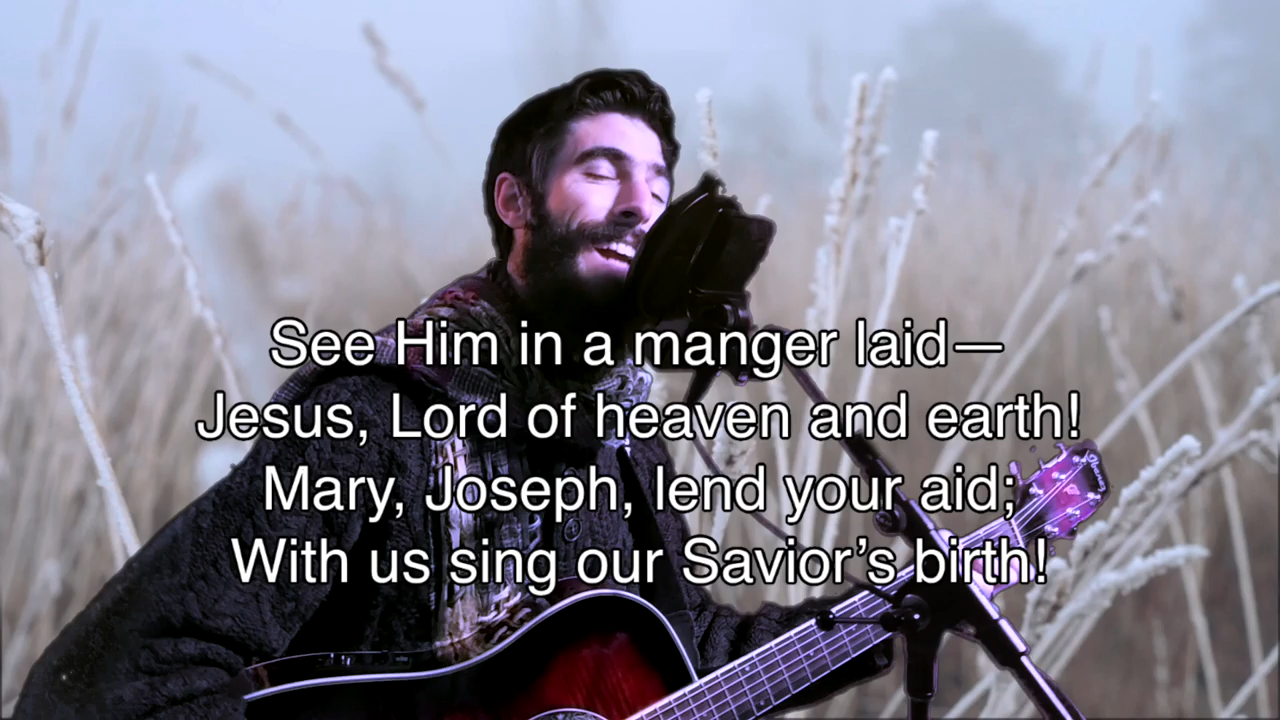 See Him in a manger laid—
Jesus, Lord of heaven and earth!
Mary, Joseph, lend your aid;
With us sing our Savior’s birth!
Ibanez